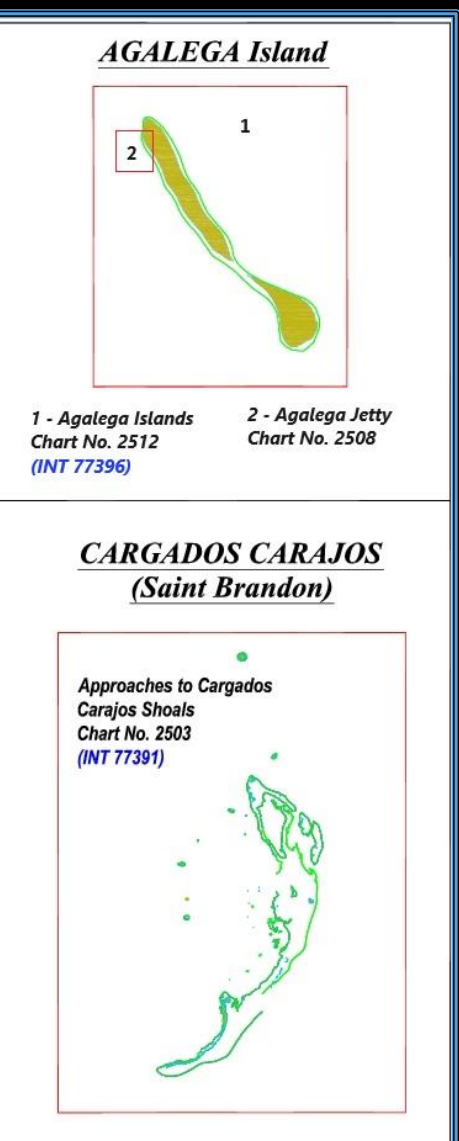 AGALEGA Island
1
2
1 - Agalega Islands
Chart No. 2512
(INT 77396)
2 - Agalega Jetty
Chart No. 2508
CARGADOS CARAJOS
(Saint Brandon)
Approaches to Cargados
Carajos Shoals
Chart No. 2503
(INT 77391)